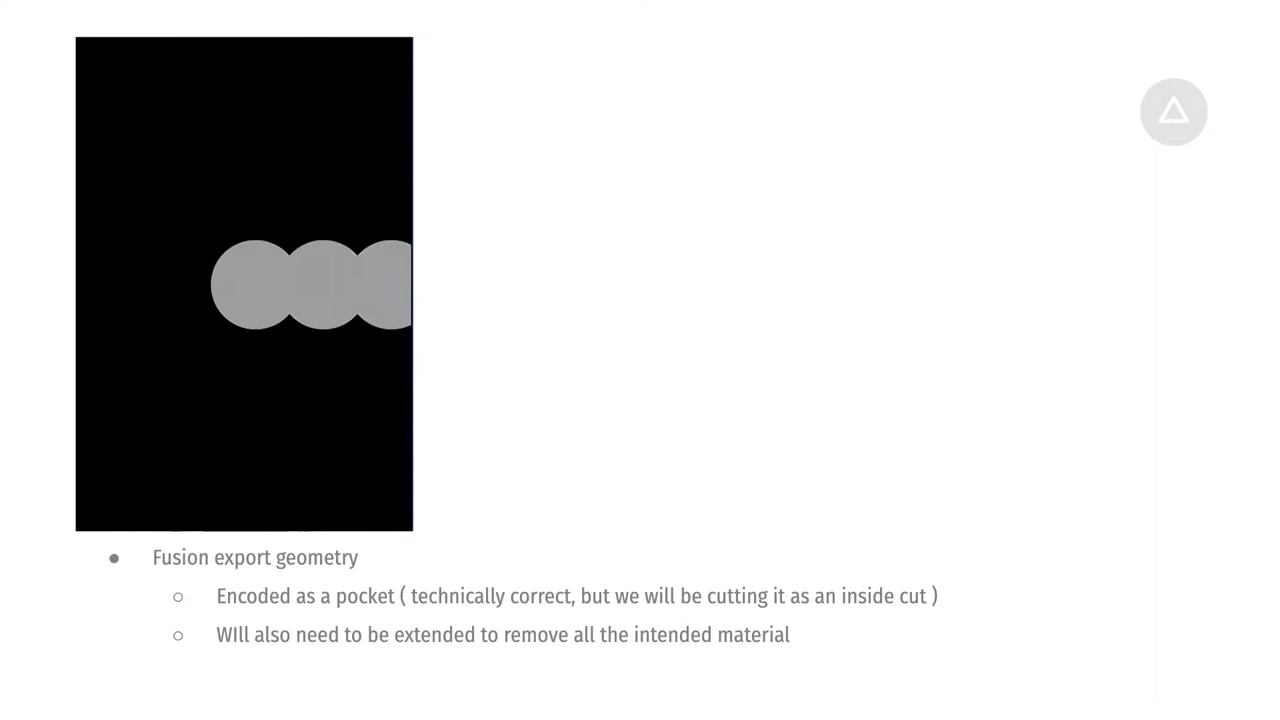 ● Fusion export geometry
○ Encoded as a pocket ( technically correct, but we will be cutting it as an inside cut )
○ WIll also need to be extended to remove all the intended material